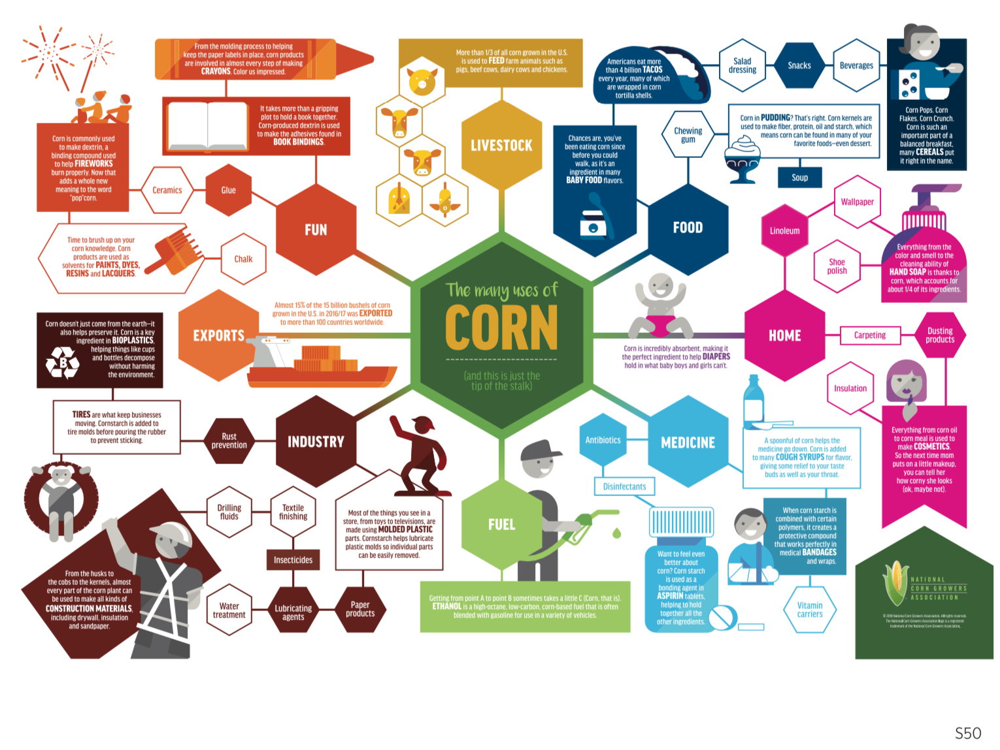 From the molding process to helping
keep the paper labels in place, corn products
are involved in almost every step of making
CRAYONS. Color us impressed.
It takes more than a gripping
plot to hold a book together.
Corn-produced dextrin is used
to make the adhesives found in
BOOK BINDINGS.
Corn is commonly used
to make dextrin, a
binding compound used
to help FIREWORKS
burn properly. Now that
adds a whole new
meaning to the word
"pop"corn.
Ceramics
Glue
FUN
Time to brush up on your
corn knowledge. Corn
products are used as
solvents for PAINTS, DYES,
RESINS and LACQUERS.
Chalk
More than 1/3 of all corn grown in the U.S.
is used to FEED farm animals such as
pigs, beef cows, dairy cows and chickens.
LIVESTOCK
Americans eat more
than 4 billion TACOS
every year, many of which
are wrapped in corn
tortilla shells.
Salad
dressing
Snacks
Beverages
Corn Pops. Corn
Flakes. Corn Crunch.
Corn is such an
important part of a
balanced breakfast,
many CEREALS put
it right in the name.
Chewing
gum
Corn in PUDDING? That's right. Corn kernels are
used to make fiber, protein, oil and starch, which
means corn can be found in many of your
favorite foods—even dessert.
Soup
Chances are, you've
been eating corn since
before you could
walk, as it's an
ingredient in many
BABY FOOD flavors.
FOOD
Wallpaper
Linoleum
Shoe
polish
Everything from the
color and smell to the
cleaning ability of
HAND SOAP is thanks to
corn, which accounts for
about 1/4 of its ingredients.
The many uses of
CORN
(and this is just the
tip of the stalk)
EXPORTS
Almost 15% of the 15 billion bushels of corn
grown in the U.S. in 2016/17 was EXPORTED
to more than 100 countries worldwide.
Corn is incredibly absorbent, making it
the perfect ingredient to help DIAPERS
hold in what baby boys and girls can't.
HOME
Carpeting
Dusting
products
Insulation
Everything from corn oil
to corn meal is used to
make COSMETICS.
So the next time mom
puts on a little makeup,
you can tell her
how corny she looks
(ok, maybe not).
Corn doesn't just come from the earth—it
also helps preserve it. Corn is a key
ingredient in BIOPLASTICS,
helping things like cups
and bottles decompose
without harming
the environment.
B
TIRES are what keep businesses
moving. Cornstarch is added to
tire molds before pouring the rubber
to prevent sticking.
Rust
prevention
INDUSTRY
Drilling
fluids
Textile
finishing
Insecticides
Water
treatment
Lubricating
agents
Paper
products
Most of the things you see in a
store, from toys to televisions, are
made using MOLDED PLASTIC
parts. Cornstarch helps lubricate
plastic molds so individual parts
can be easily removed.
From the husks to
the cobs to the kernels, almost
every part of the corn plant can
be used to make all kinds of
CONSTRUCTION MATERIALS,
including drywall, insulation
and sandpaper.
FUEL
Getting from point A to point B sometimes takes a little C (Corn, that is).
ETHANOL is a high-octane, low-carbon, corn-based fuel that is often
blended with gasoline for use in a variety of vehicles.
Antibiotics
MEDICINE
Disinfectants
A spoonful of corn helps the
medicine go down. Corn is added
to many COUGH SYRUPS for flavor,
giving some relief to your taste
buds as well as your throat.
Want to feel even
better about
corn? Corn starch
is used as a
bonding agent in
ASPIRIN tablets,
helping to hold
together all the
other ingredients.
When corn starch is
combined with certain
polymers, it creates a
protective compound
that works perfectly in
medical BANDAGES
and wraps.
Vitamin
carriers
NATIONAL
CORN GROWERS
ASSOCIATION
© 2018 National Corn Growers Association. All rights reserved.
The National Corn Growers Association logo is a registered
trademark of the National Corn Growers Association.
S50